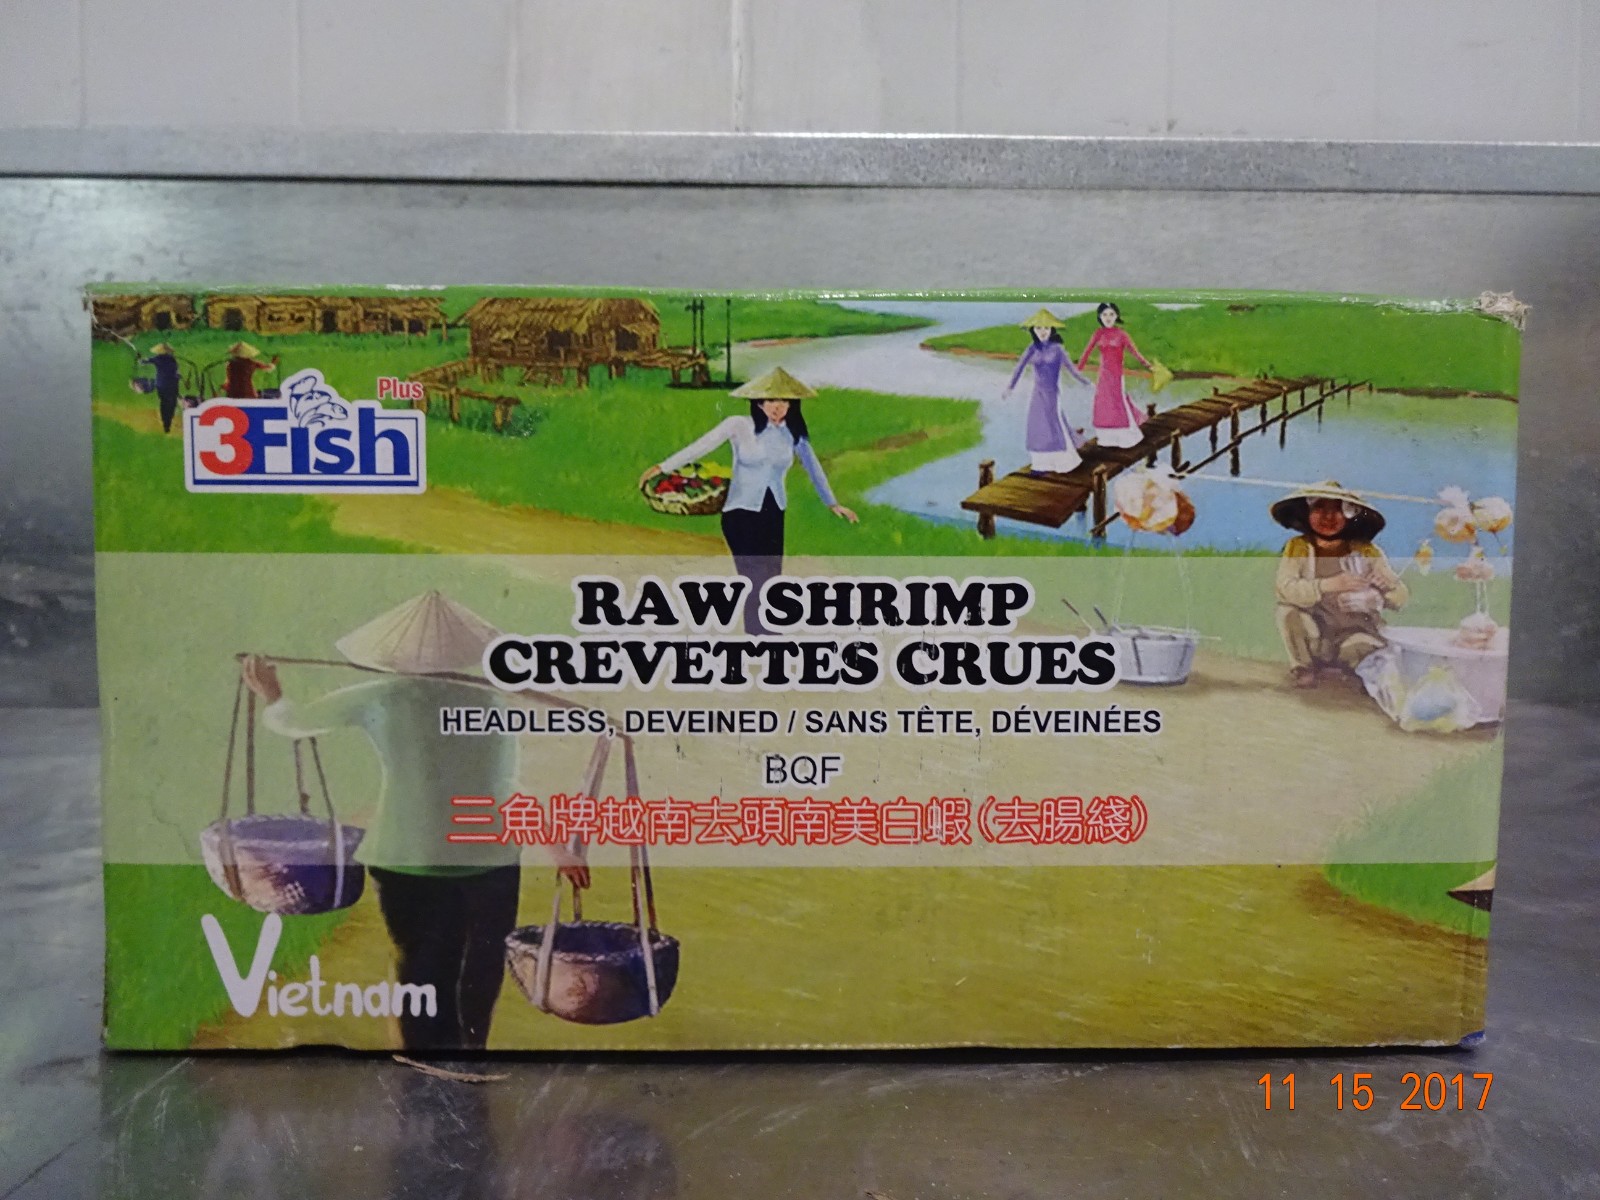 Plus
3Fish
RAW SHRIMP
CREVETTES CRUES
HEADLESS, DEVEINED / SANS TÊTE, DÉVEINÉES
BQF
三魚牌越南去頭南美白蝦(去腸綫)
Vietnam
11 15 2017